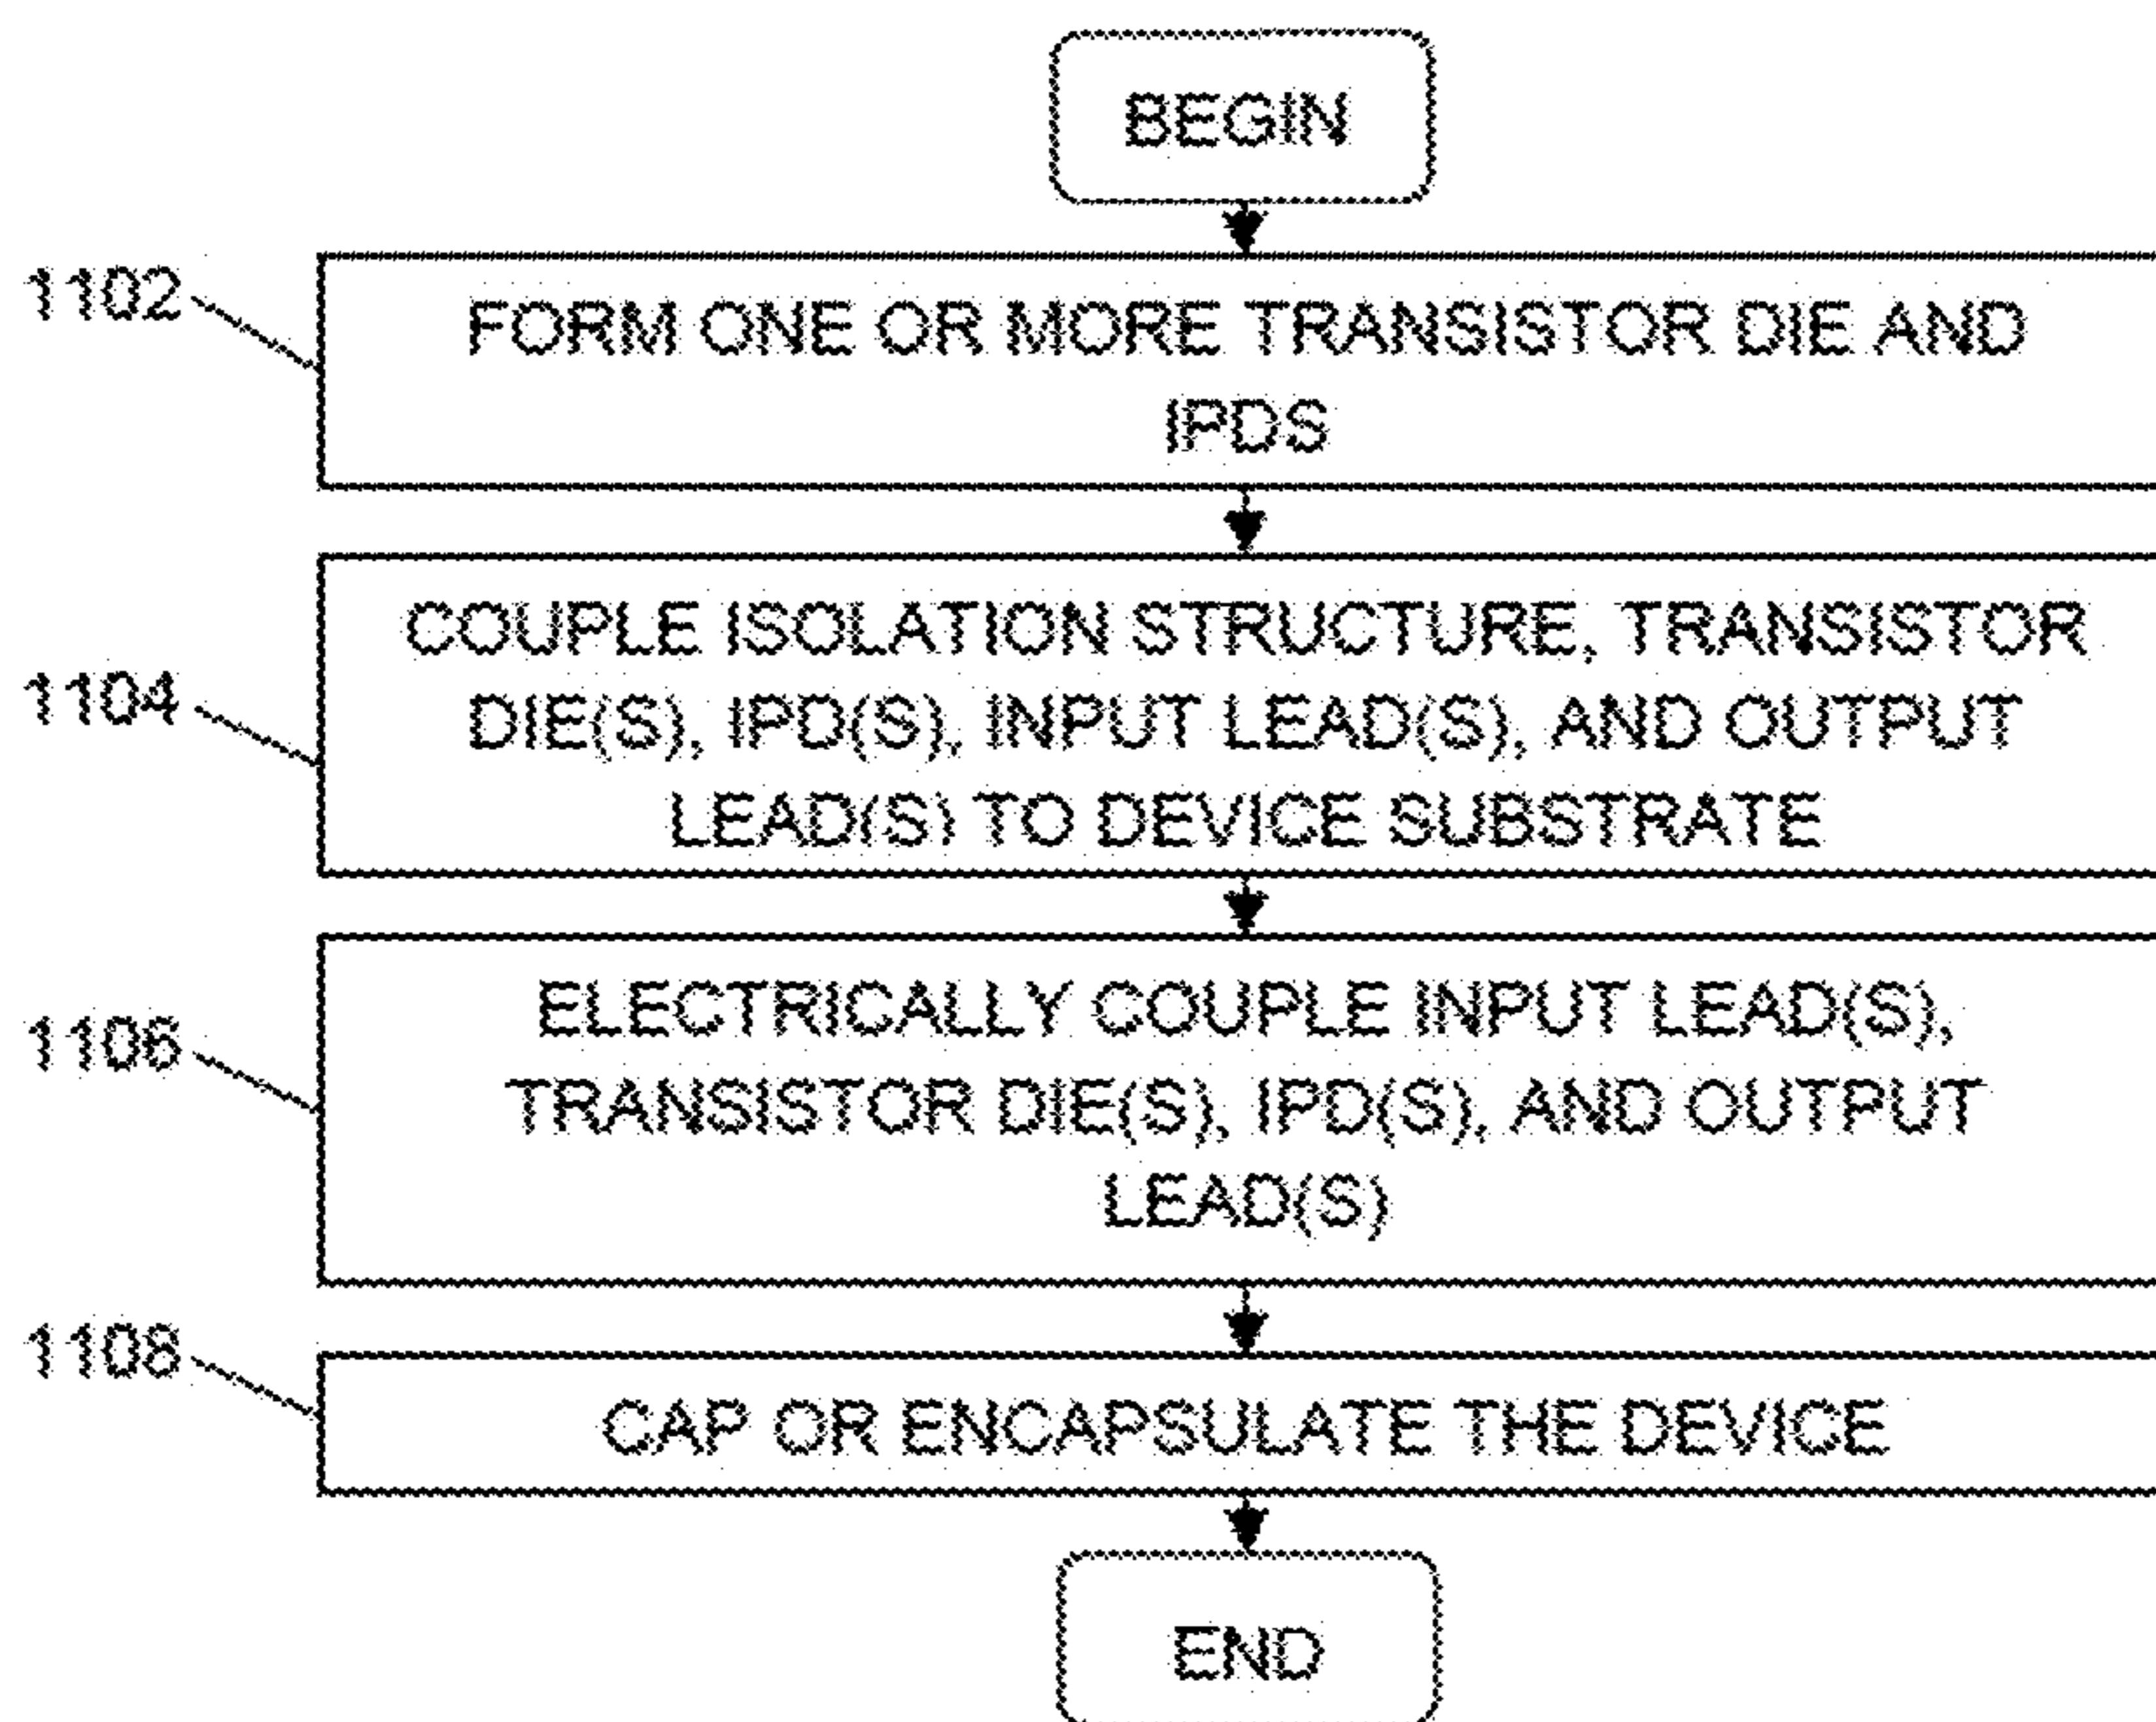 BEGIN
1102
FORM ONE OR MORE TRANSISTOR DIE AND
IPDS
1104
COUPLE ISOLATION STRUCTURE, TRANSISTOR
DIE(S), IPD(S), INPUT LEAD(S), AND OUTPUT
LEAD(S) TO DEVICE SUBSTRATE
1106
ELECTRICALLY COUPLE INPUT LEAD(S),
TRANSISTOR DIE(S), IPD(S), AND OUTPUT
LEAD(S)
1108
CAP OR ENCAPSULATE THE DEVICE
END